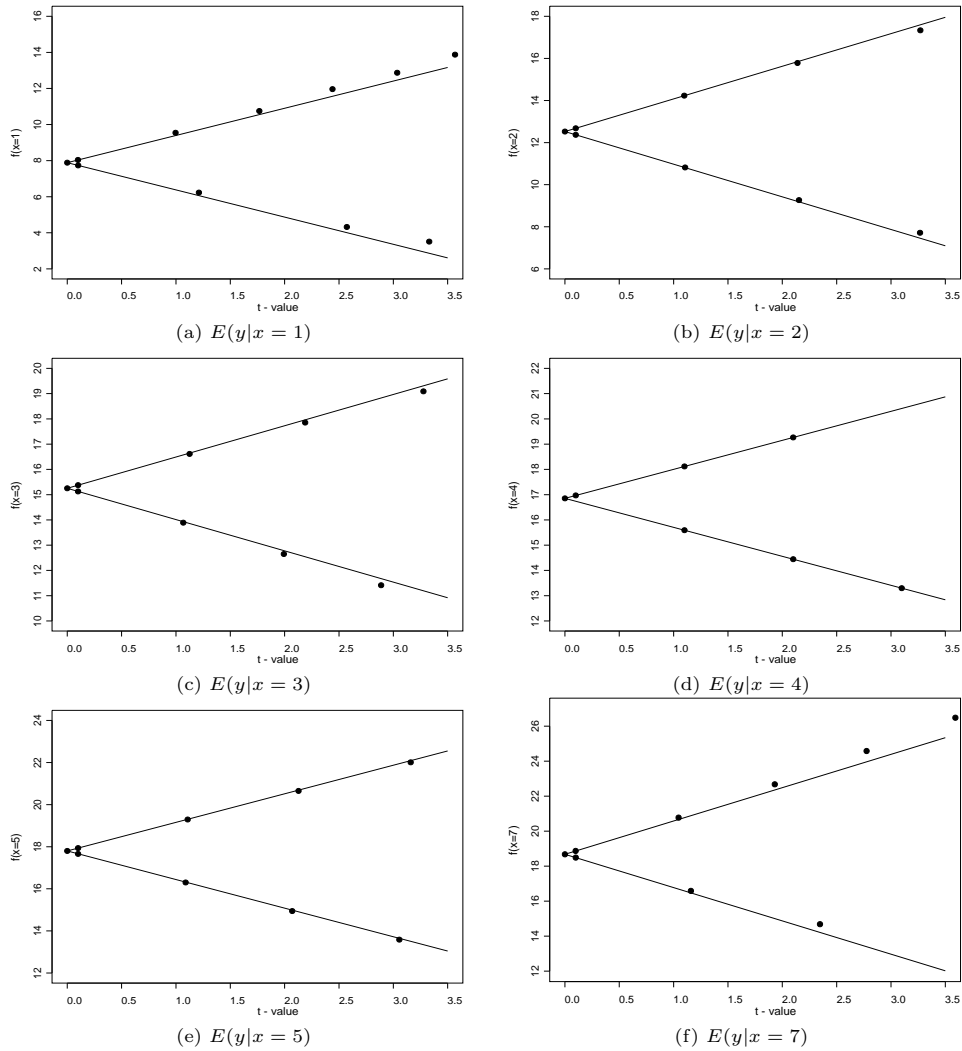 16
14
12
10
8
6
4
2
f(x=1)
0.0 0.5 1.0 1.5 2.0 2.5 3.0 3.5
t - value
(a) E(y|x = 1)
18
16
14
12
10
8
6
f(x=2)
0.0 0.5 1.0 1.5 2.0 2.5 3.0 3.5
t - value
(b) E(y|x = 2)
20
19
18
17
16
15
14
13
12
11
10
f(x=3)
0.0 0.5 1.0 1.5 2.0 2.5 3.0 3.5
t - value
(c) E(y|x = 3)
22
21
20
19
18
17
16
15
14
13
12
f(x=4)
0.0 0.5 1.0 1.5 2.0 2.5 3.0 3.5
t - value
(d) E(y|x = 4)
24
22
20
18
16
14
12
f(x=5)
0.0 0.5 1.0 1.5 2.0 2.5 3.0 3.5
t - value
(e) E(y|x = 5)
26
24
22
20
18
16
14
12
f(x=7)
0.0 0.5 1.0 1.5 2.0 2.5 3.0 3.5
t - value
(f) E(y|x = 7)